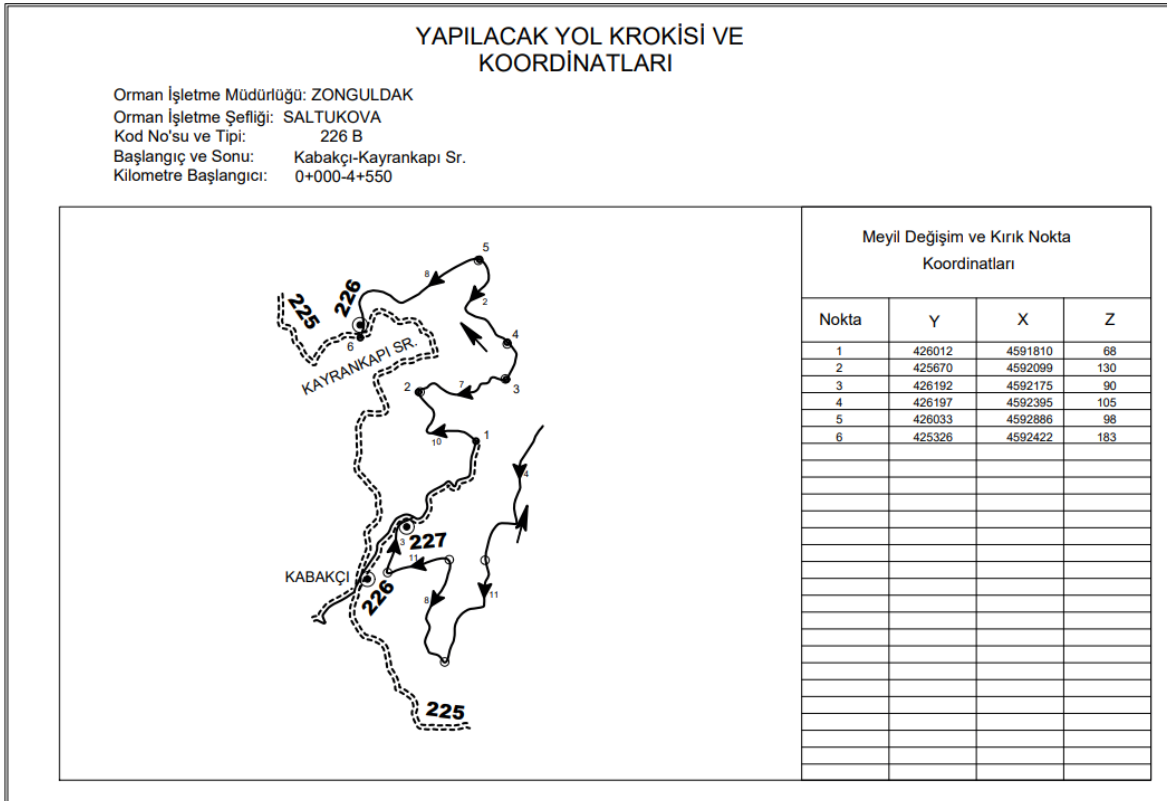 YAPILACAK YOL KROKİSİ VE
KOORDİNATLARI
Orman İşletme Müdürlüğü: ZONGULDAK
Orman İşletme Şefliği: SALTUKOVA
Kod No'su ve Tipi: 226 B
Başlangıç ve Sonu: Kabakçı-Kayrankapı Sr.
Kilometre Başlangıcı: 0+000-4+550
Meyil Değişim ve Kırık Nokta
Koordinatları
Nokta Y X Z
1 426012 4591810 68
2 425670 4592099 130
3 426192 4592175 90
4 426197 4592395 105
5 426033 4592886 98
6 425326 4592422 183
5
8
226
225
2
4
6
KAYRANKAPI SR.
3
7
2
1
10
4
3
227
11
KABAKÇI
226
8
11
225